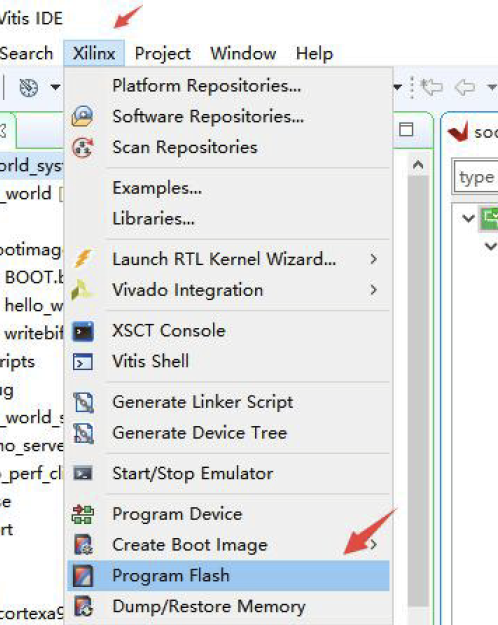 Vitis IDE
Search Xilinx Project Window Help
Platform Repositories...
Software Repositories...
Scan Repositories
Examples...
Libraries...
Launch RTL Kernel Wizard...
Vivado Integration
XSCT Console
Vitis Shell
Generate Linker Script
Generate Device Tree
Start/Stop Emulator
Program Device
Create Boot Image
Program Flash
Dump/Restore Memory
orld_sys
_world [
ootimag
BOOT.b
hello_w
writebif
ripts
ug
_world_s
no_serve
_perf_cl
se
rt
cortexa9
soc
type